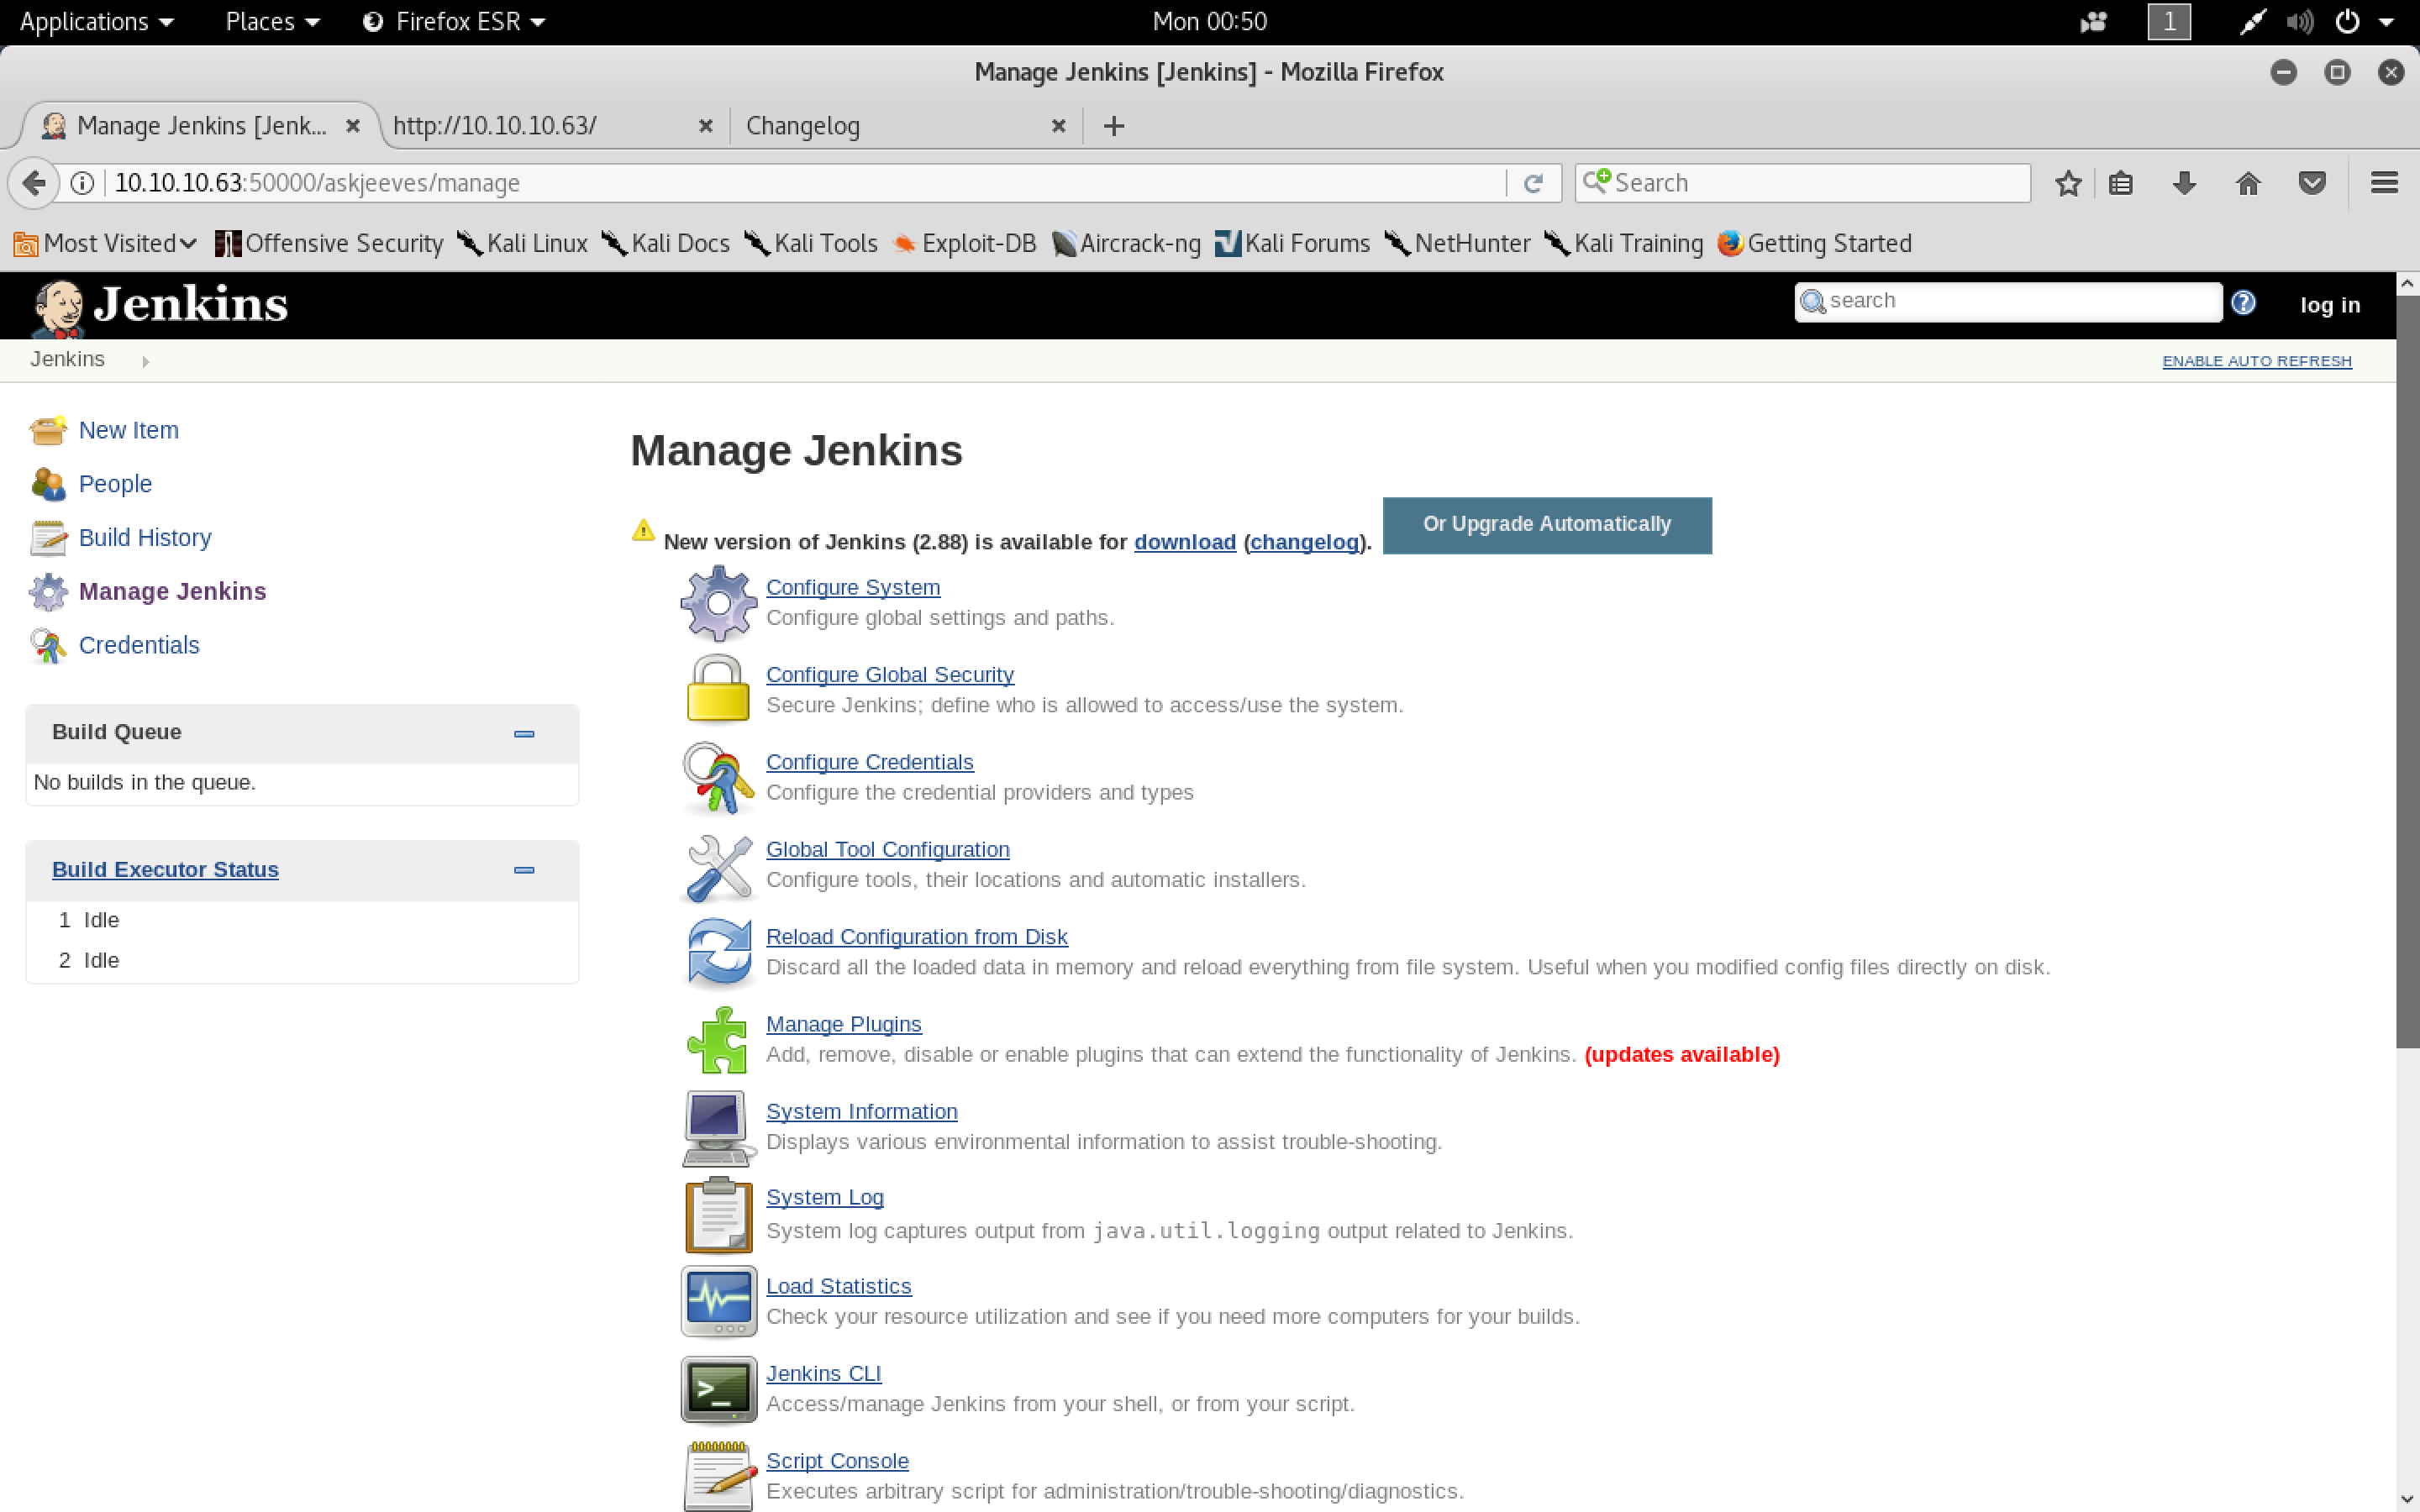 Applications Places Firefox ESR Mon 00:50 1
Manage Jenkins [Jenkins] - Mozilla Firefox
Manage Jenkins [Jenk... http://10.10.10.63/ Changelog
10.10.10.63:50000/askjeeves/manage Search
Most Visited Offensive Security Kali Linux Kali Docs Kali Tools Exploit-DB Aircrack-ng Kali Forums NetHunter Kali Training Getting Started
Jenkins search log in
Jenkins ENABLE AUTO REFRESH
New Item
People
Build History
Manage Jenkins
Credentials
Build Queue
No builds in the queue.
Build Executor Status
1 Idle
2 Idle
Manage Jenkins
New version of Jenkins (2.88) is available for download (changelog). Or Upgrade Automatically
Configure System
Configure global settings and paths.
Configure Global Security
Secure Jenkins; define who is allowed to access/use the system.
Configure Credentials
Configure the credential providers and types
Global Tool Configuration
Configure tools, their locations and automatic installers.
Reload Configuration from Disk
Discard all the loaded data in memory and reload everything from file system. Useful when you modified config files directly on disk.
Manage Plugins
Add, remove, disable or enable plugins that can extend the functionality of Jenkins. (updates available)
System Information
Displays various environmental information to assist trouble-shooting.
System Log
System log captures output from java.util.logging output related to Jenkins.
Load Statistics
Check your resource utilization and see if you need more computers for your builds.
Jenkins CLI
Access/manage Jenkins from your shell, or from your script.
Script Console
Executes arbitrary script for administration/trouble-shooting/diagnostics.